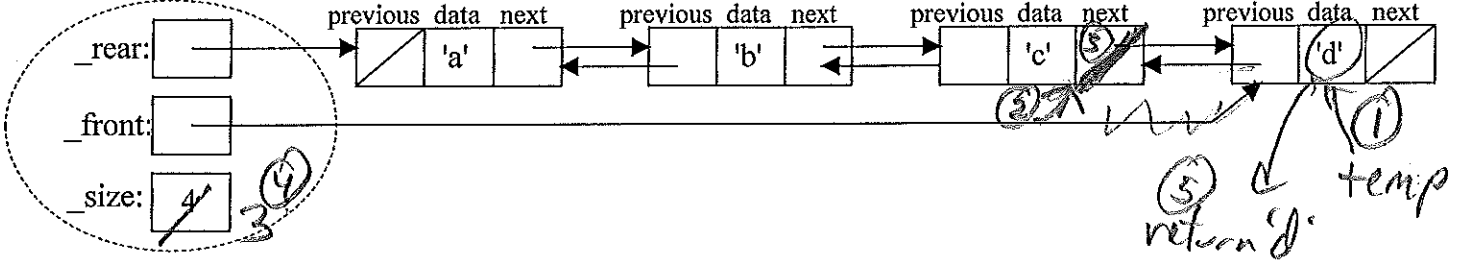 previous data next previous data next previous data next previous data next
_rear: 'a' 'b' 'c' 'd'
_front:
_size: 4 3
④
③
②
①
temp
⑤
return 'd'